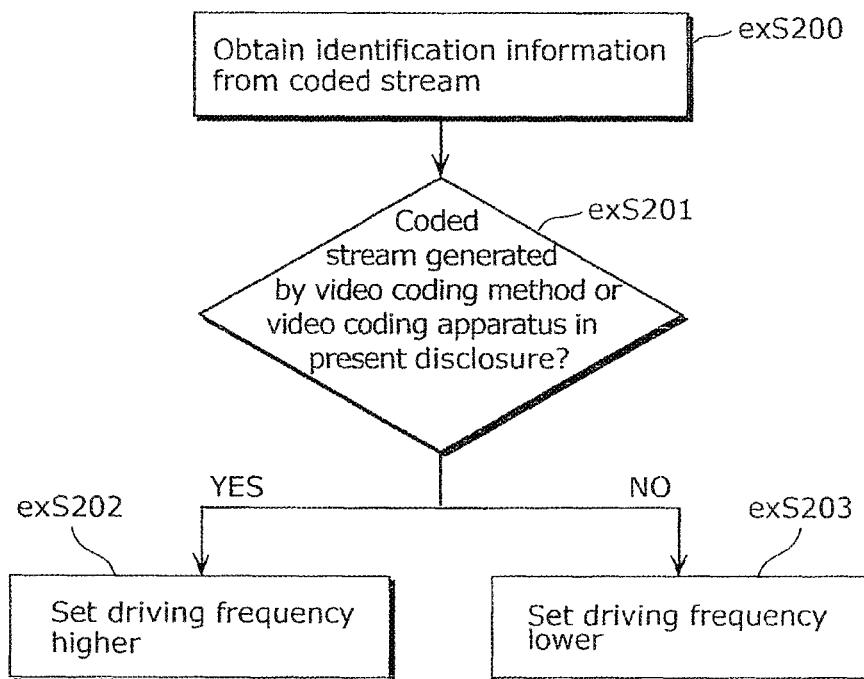 exS200
Obtain identification information
from coded stream
exS201
Coded
stream generated
by video coding method or
video coding apparatus in
present disclosure?
YES
NO
exS202
exS203
Set driving frequency
higher
Set driving frequency
lower